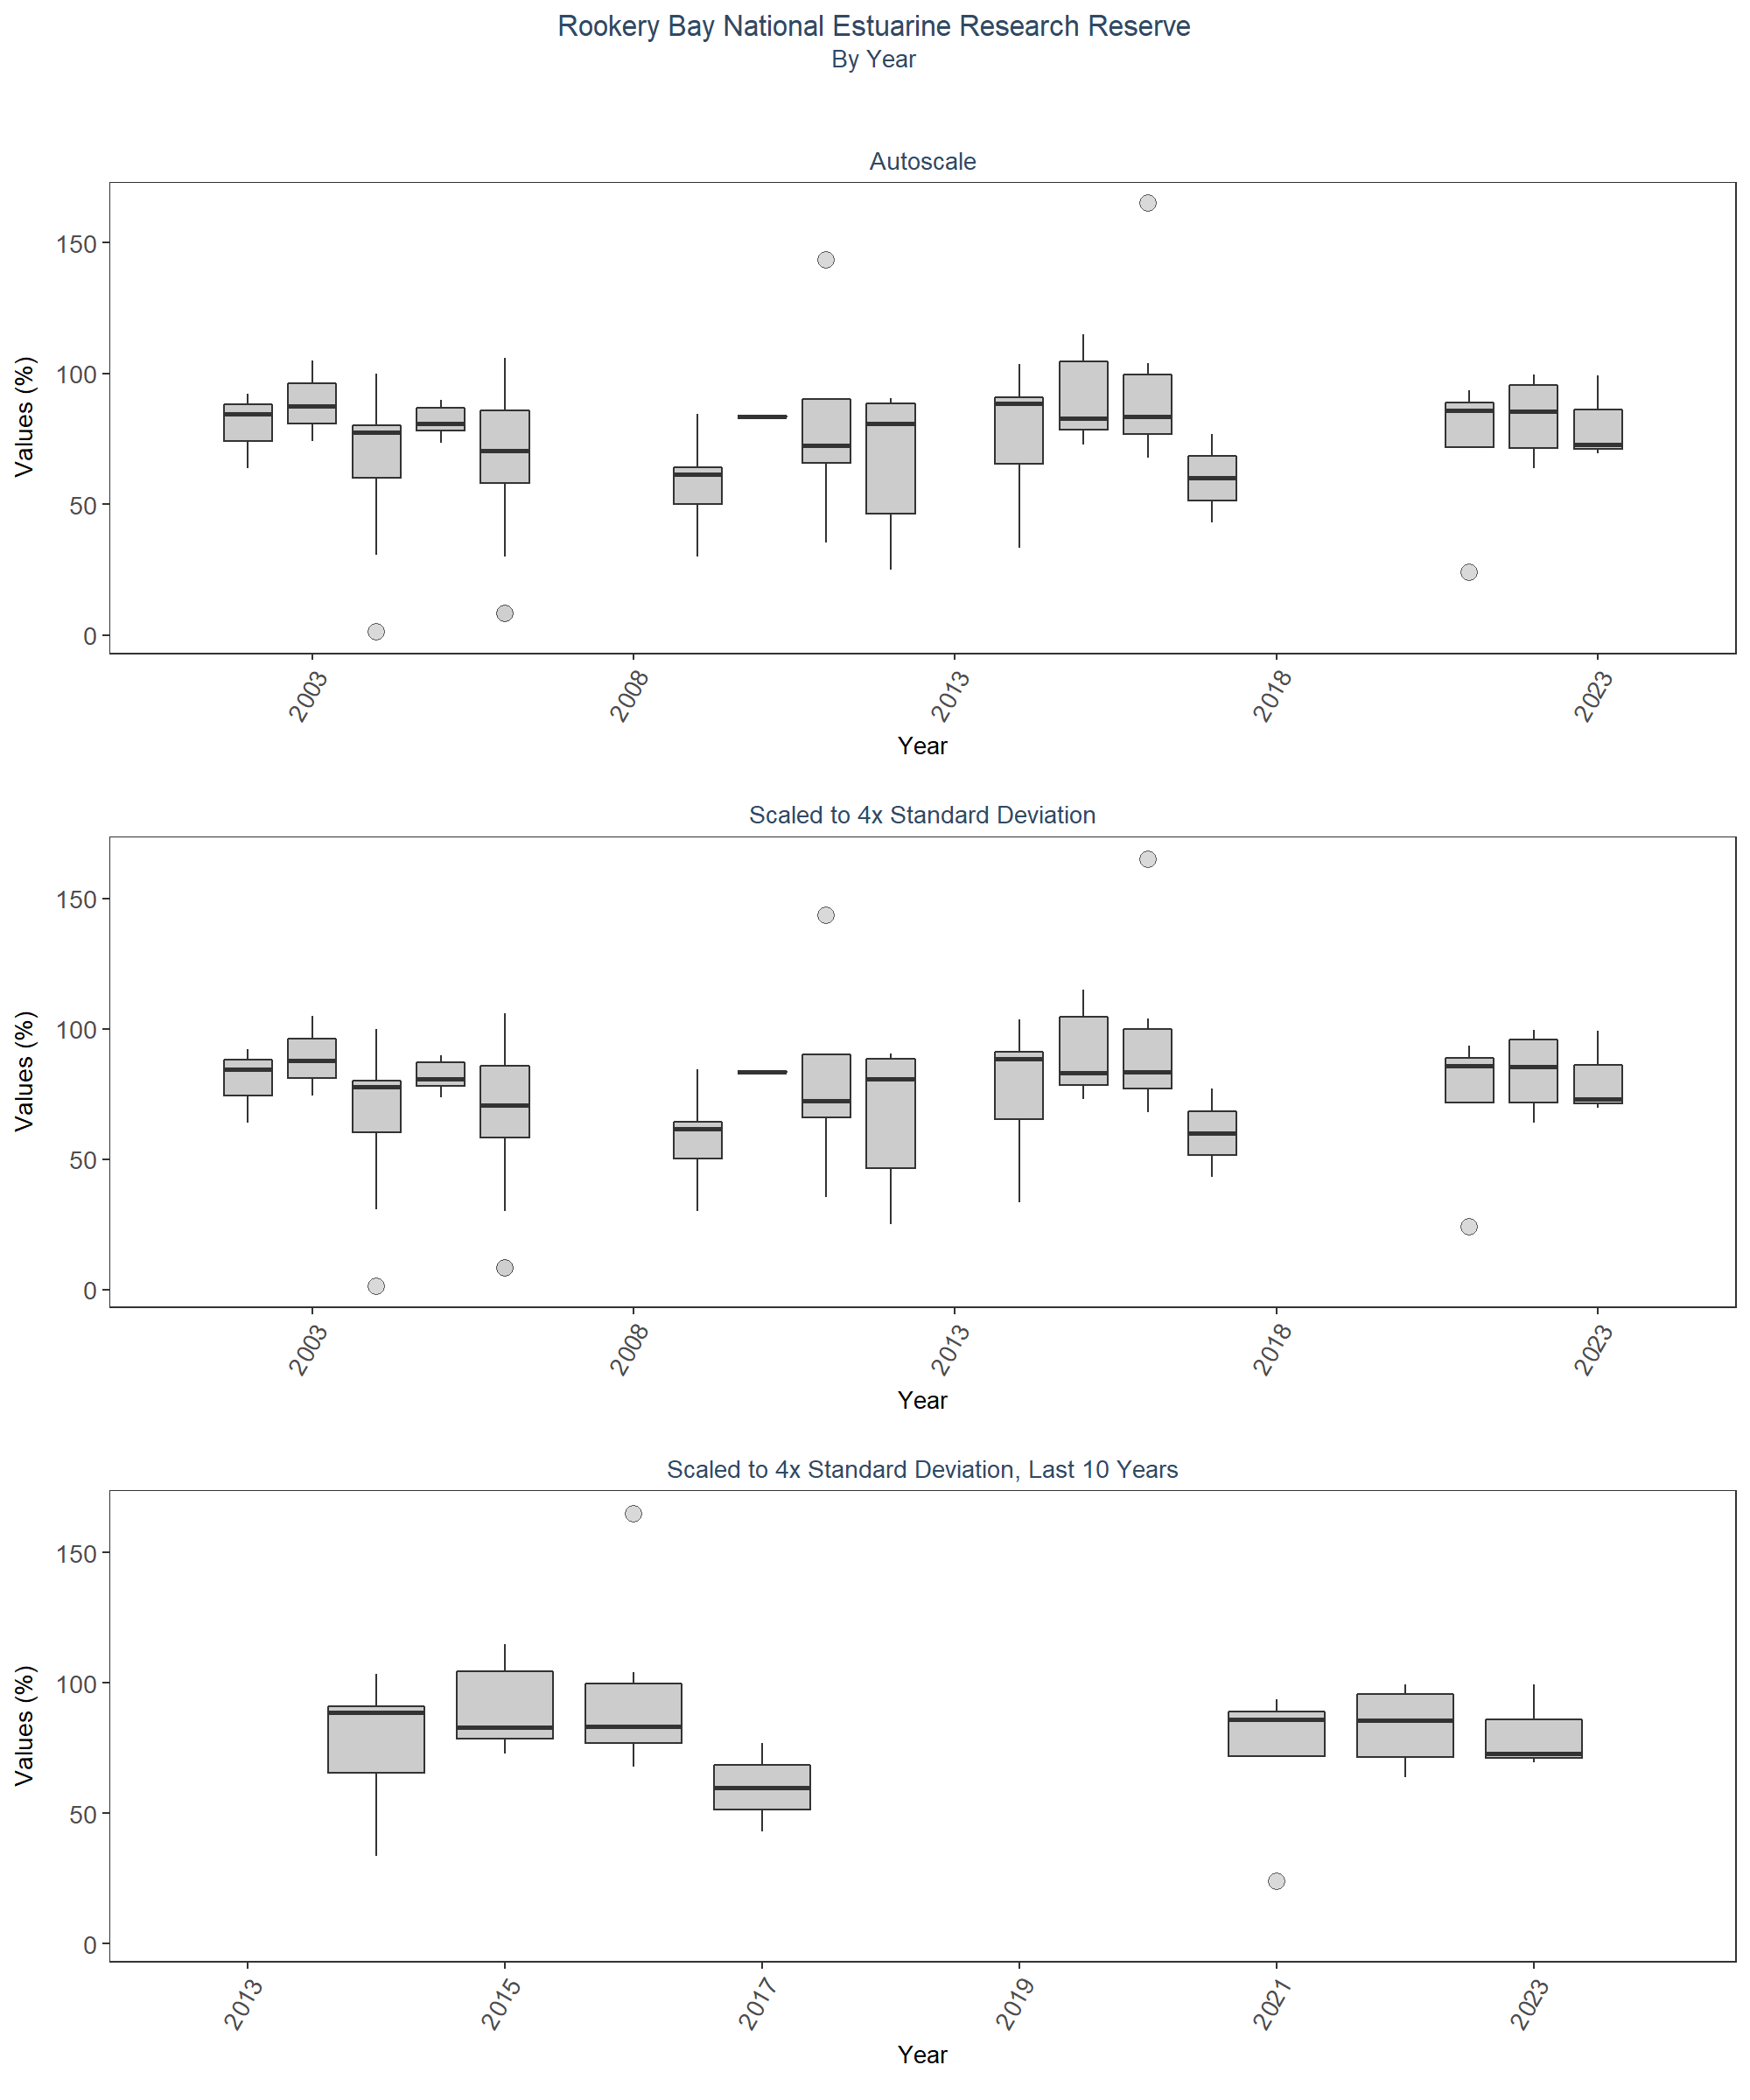 Rookery Bay National Estuarine Research Reserve
By Year
Autoscale
Values (%)
150
100
50
0
2003 2008 2013 2018 2023
Year
Scaled to 4x Standard Deviation
Values (%)
150
100
50
0
2003 2008 2013 2018 2023
Year
Scaled to 4x Standard Deviation, Last 10 Years
Values (%)
150
100
50
0
2013 2015 2017 2019 2021 2023
Year